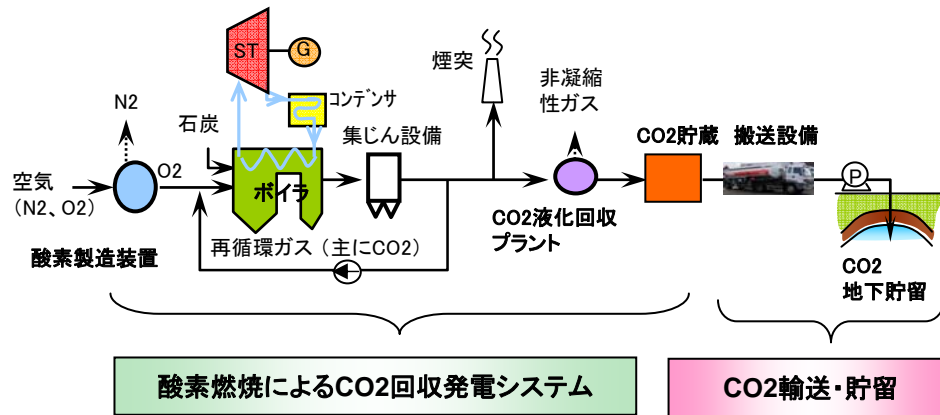 ST
G
煙突
非凝縮
性ガス
N2
コンデンサ
石炭
集じん設備
CO2貯蔵 搬送設備
O2
空気
(N2、O2)
ボイラ
P
CO2液化回収
プラント
酸素製造装置
再循環ガス(主にCO2)
CO2
地下貯留
酸素燃焼によるCO2回収発電システム
CO2輸送・貯留